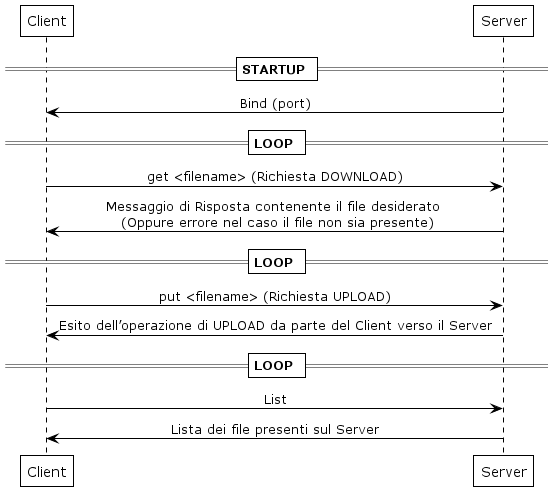 Client Server
STARTUP
Bind (port)
LOOP
get <filename> (Richiesta DOWNLOAD)
Messaggio di Risposta contenente il file desiderato
(Oppure errore nel caso il file non sia presente)
LOOP
put <filename> (Richiesta UPLOAD)
Esito dell’operazione di UPLOAD da parte del Client verso il Server
LOOP
List
Lista dei file presenti sul Server
Client Server